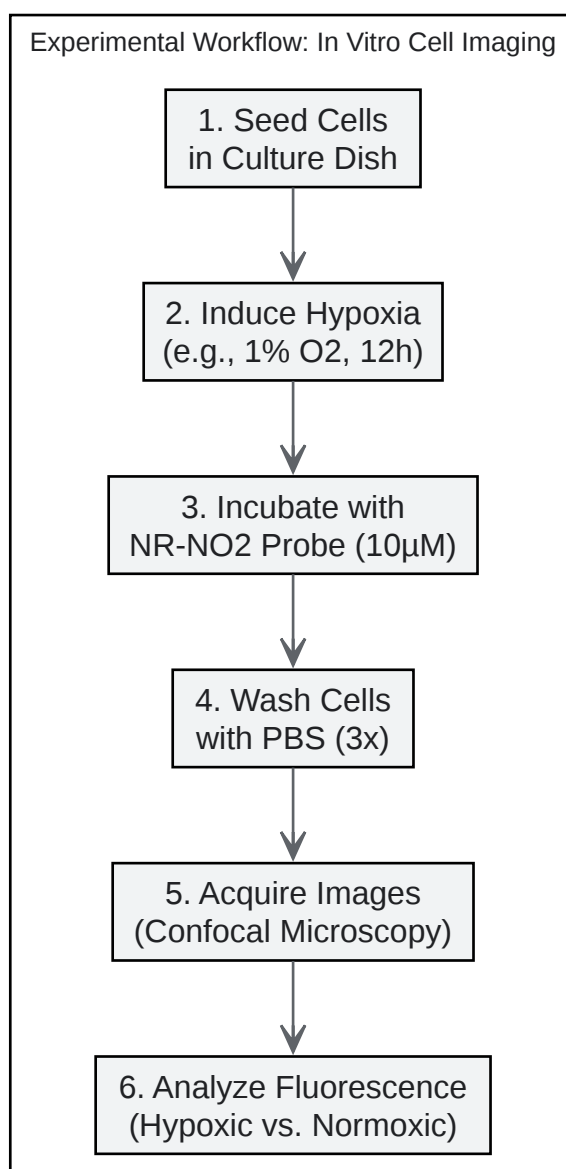 Experimental Workflow: In Vitro Cell Imaging
1. Seed Cells
in Culture Dish
2. Induce Hypoxia
(e.g., 1% O2, 12h)
3. Incubate with
NR-NO2 Probe (10µM)
4. Wash Cells
with PBS (3x)
5. Acquire Images
(Confocal Microscopy)
6. Analyze Fluorescence
(Hypoxic vs. Normoxic)